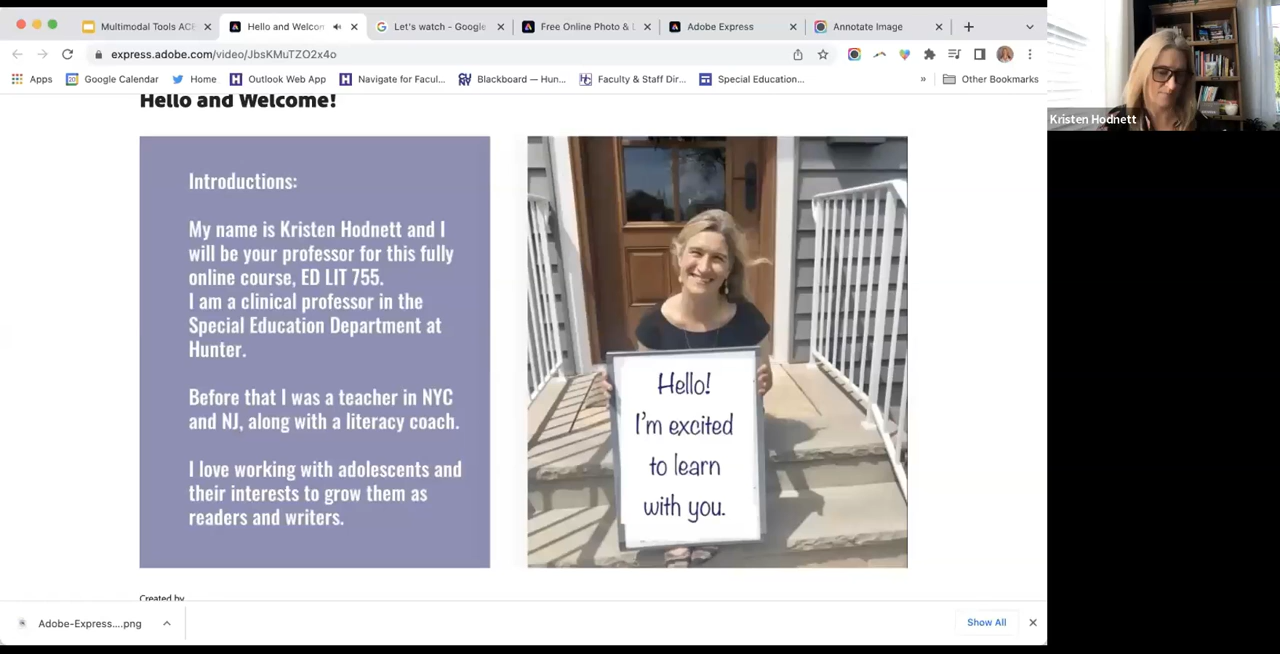 Multimodal Tools ACE
Hello and Welcon
Let's watch - Google
Free Online Photo & D
Adobe Express
Annotate Image
express.adobe.com/video/JbsKMuTZO2x4o
Apps
Google Calendar
Home
Outlook Web App
Navigate for Facul...
Blackboard — Hun...
Faculty & Staff Dir...
Special Education...
»
Other Bookmarks
Kristen Hodnett
Hello and Welcome!
Introductions:
My name is Kristen Hodnett and I
will be your professor for this fully
online course, ED LIT 755.
I am a clinical professor in the
Special Education Department at
Hunter.
Before that I was a teacher in NYC
and NJ, along with a literacy coach.
I love working with adolescents and
their interests to grow them as
readers and writers.
Hello!
I'm excited
to learn
with you.
Created by
Adobe-Express....png
Show All